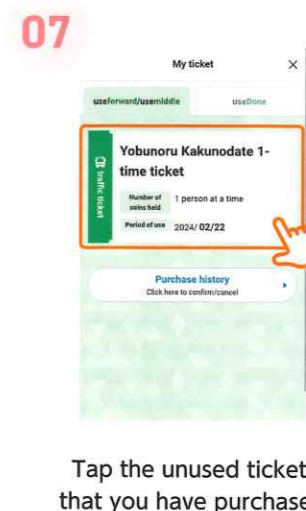 07
My ticket ×
useforward/usemiddle useDone
traffic ticket
Yobunoru Kakunodate 1-
time ticket
Number of
coins held
1 person at a time
Period of use 2024/ 02/22
Purchase history
Click here to confirm/cancel
Tap the unused ticket
that you have purchase